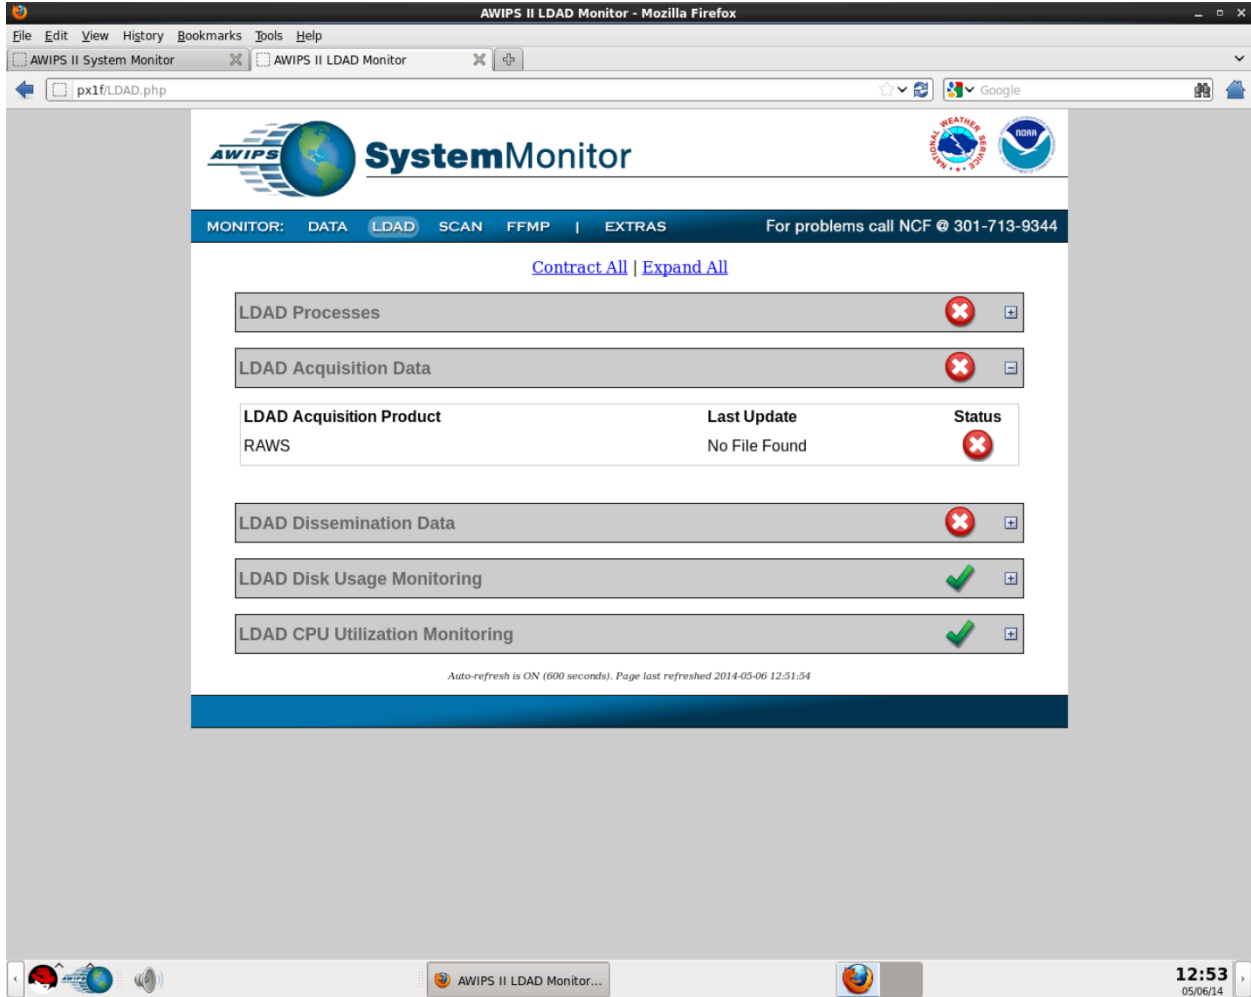 AWIPS II LDAD Monitor - Mozilla Firefox
File Edit View History Bookmarks Tools Help
AWIPS II System Monitor AWIPS II LDAD Monitor
px1f/LDAD.php Google
AWIPS SystemMonitor NATIONAL WEATHER SERVICE NOAA
MONITOR: DATA LDAD SCAN FFMP | EXTRAS For problems call NCF @ 301-713-9344
Contract All | Expand All
LDAD Processes
LDAD Acquisition Data
LDAD Acquisition Product Last Update Status
RAWS No File Found
LDAD Dissemination Data
LDAD Disk Usage Monitoring
LDAD CPU Utilization Monitoring
Auto-refresh is ON (600 seconds). Page last refreshed 2014-05-06 12:51:54
AWIPS II LDAD Monitor... 12:53
05/06/14